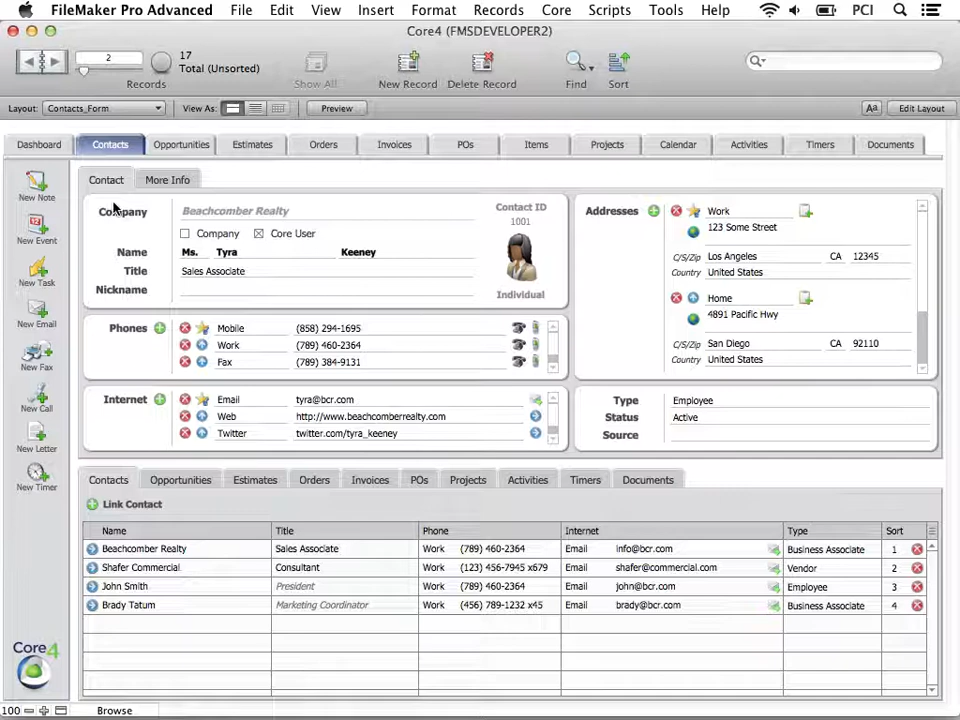 FileMaker Pro Advanced File Edit View Insert Format Records Core Scripts Tools Help PCI
Core4 (FMSDEVELOPER2)
2
17
Total (Unsorted)
Records Show All New Record Delete Record Find Sort
Layout: Contacts_Form View As: Preview Aa Edit Layout
Dashboard Contacts Opportunities Estimates Orders Invoices POs Items Projects Calendar Activities Timers Documents
New Note
New Event
New Task
New Email
New Fax
New Call
New Letter
New Timer
Core4
Contact More Info
Company Beachcomber Realty
Company Core User
Name Ms. Tyra Keeney
Title Sales Associate
Nickname
Contact ID
1001
Individual
Addresses Work
123 Some Street
C/S/Zip Los Angeles CA 12345
Country United States
Home
4891 Pacific Hwy
C/S/Zip San Diego CA 92110
Country United States
Phones Mobile (858) 294-1695
Work (789) 460-2364
Fax (789) 384-9131
Internet Email tyra@bcr.com
Web http://www.beachcomberrealty.com
Twitter twitter.com/tyra_keeney
Type Employee
Status Active
Source
Contacts Opportunities Estimates Orders Invoices POs Projects Activities Timers Documents
Link Contact
Name Title Phone Internet Type Sort
Beachcomber Realty Sales Associate Work (789) 460-2364 Email info@bcr.com Business Associate 1
Shafer Commercial Consultant Work (123) 456-7945 x679 Email shafer@commercial.com Vendor 2
John Smith President Work (789) 460-2364 Email john@bcr.com Employee 3
Brady Tatum Marketing Coordinator Work (456) 789-1232 x45 Email brady@bcr.com Business Associate 4
100 Browse